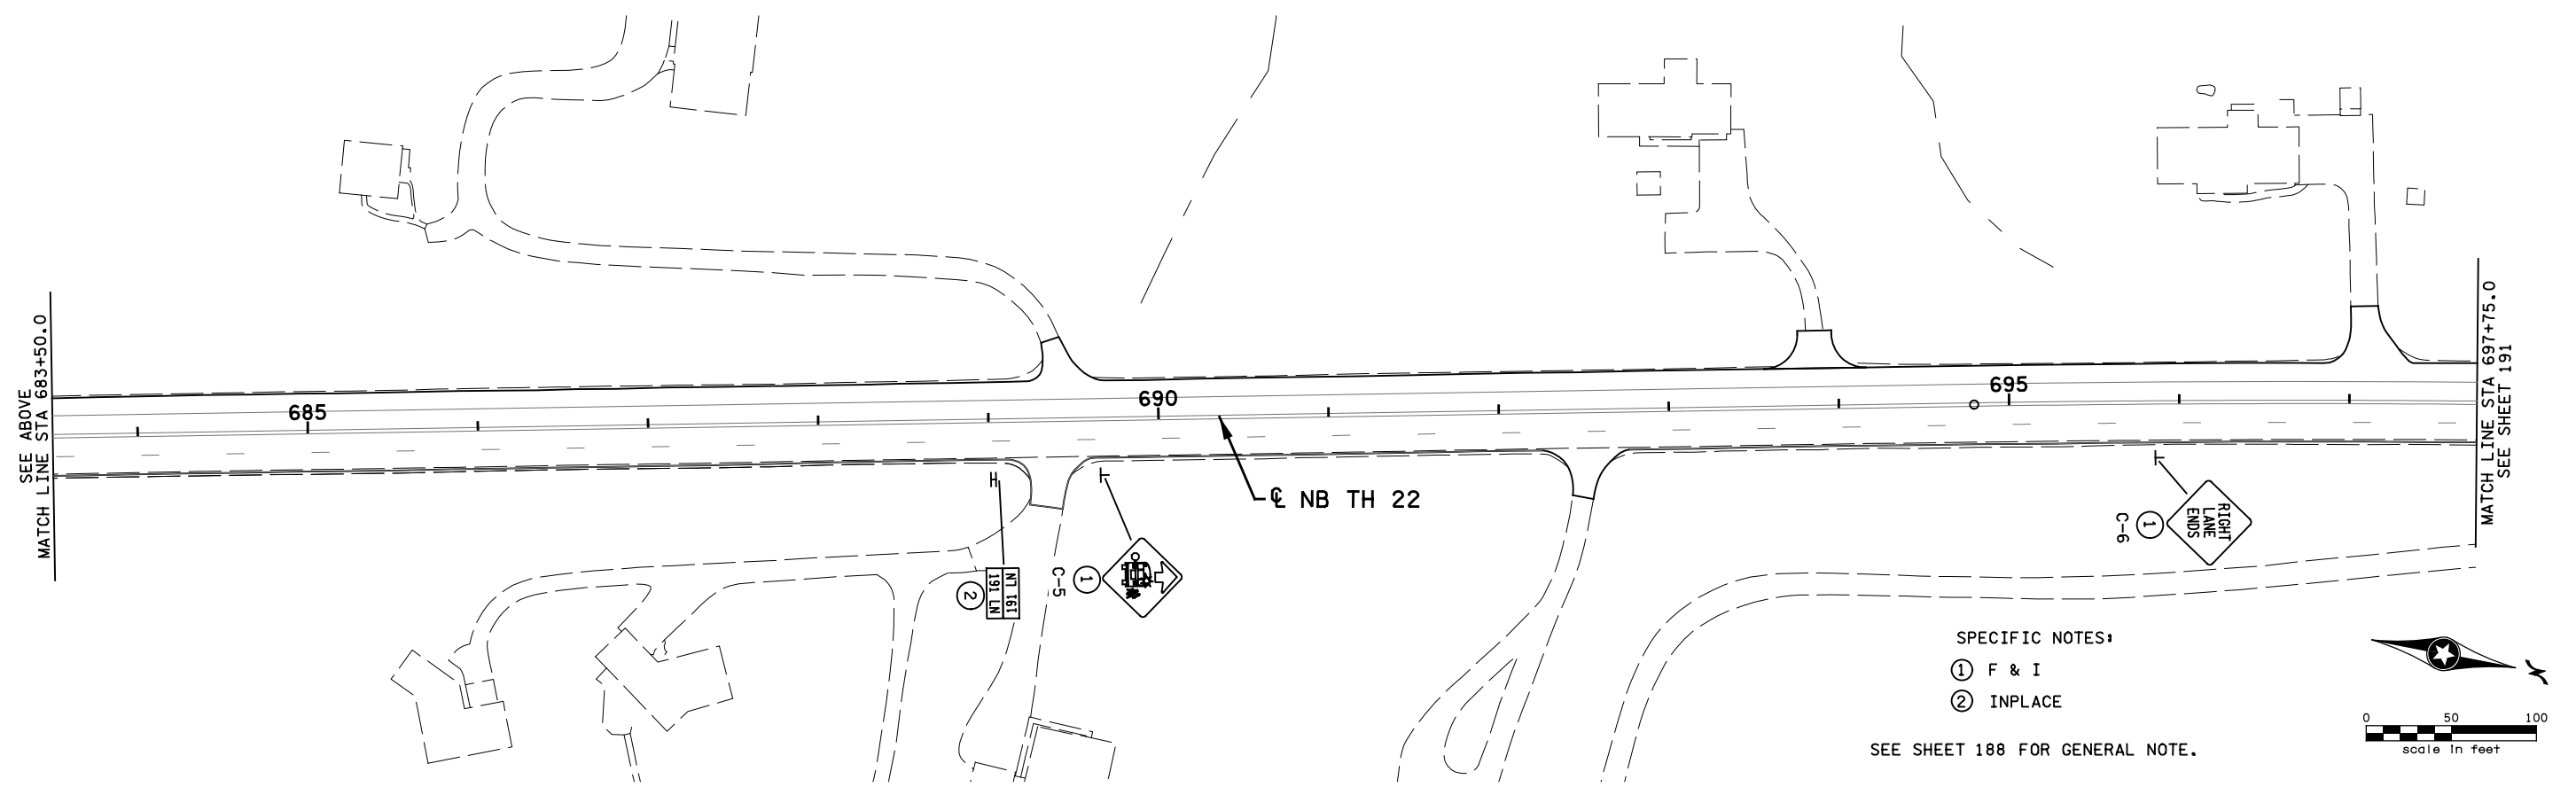 SEE ABOVE
MATCH LINE STA 683+50.0
685
690
695
MATCH LINE STA 697+75.0
SEE SHEET 191
℄ NB TH 22
191 LN
191 LN
2
C-5
1
RIGHT
LANE
ENDS
1
C-6
SPECIFIC NOTES:
1 F & I
2 INPLACE
SEE SHEET 188 FOR GENERAL NOTE.
N
0 50 100
scale in feet